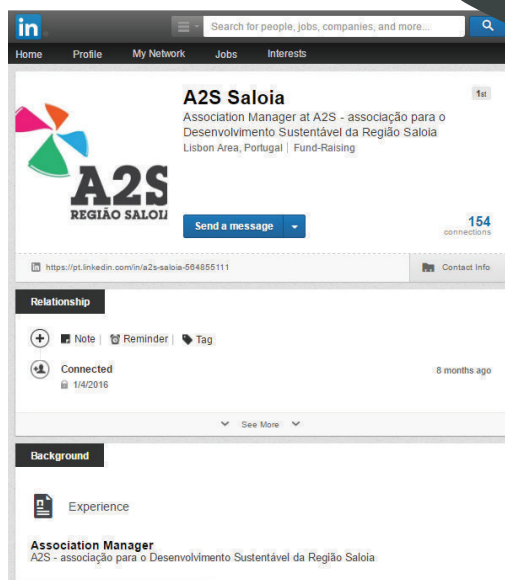 in
Search for people, jobs, companies, and more...
Home Profile My Network Jobs Interests
A2S
REGIÃO SALOI
A2S Saloia
1st
Association Manager at A2S - associação para o
Desenvolvimento Sustentável da Região Saloia
Lisbon Area, Portugal | Fund-Raising
Send a message
154
connections
in https://pt.linkedin.com/in/a2s-saloia-564855111
Contact Info
Relationship
Note | Reminder | Tag
Connected
8 months ago
1/4/2016
See More
Background
Experience
Association Manager
A2S - associação para o Desenvolvimento Sustentável da Região Saloia